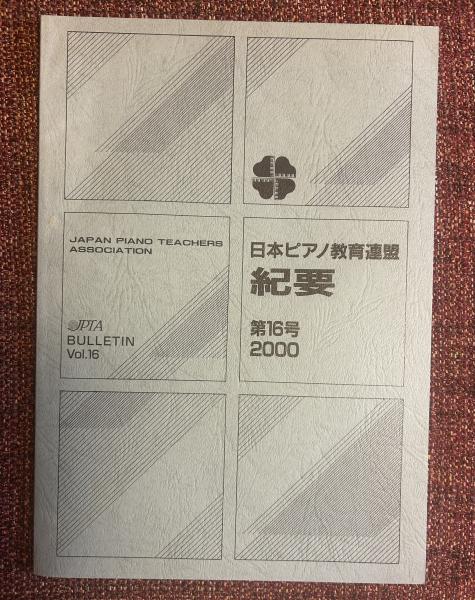 JAPAN PIANO TEACHERS
ASSOCIATION
JPTA
BULLETIN
Vol.16
日本ピアノ教育連盟
紀要
第16号
2000